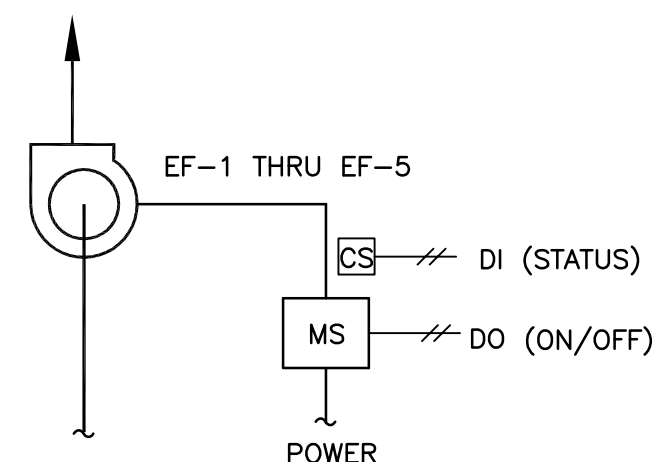 EF-1 THRU EF-5
CS
DI (STATUS)
MS
DO (ON/OFF)
POWER